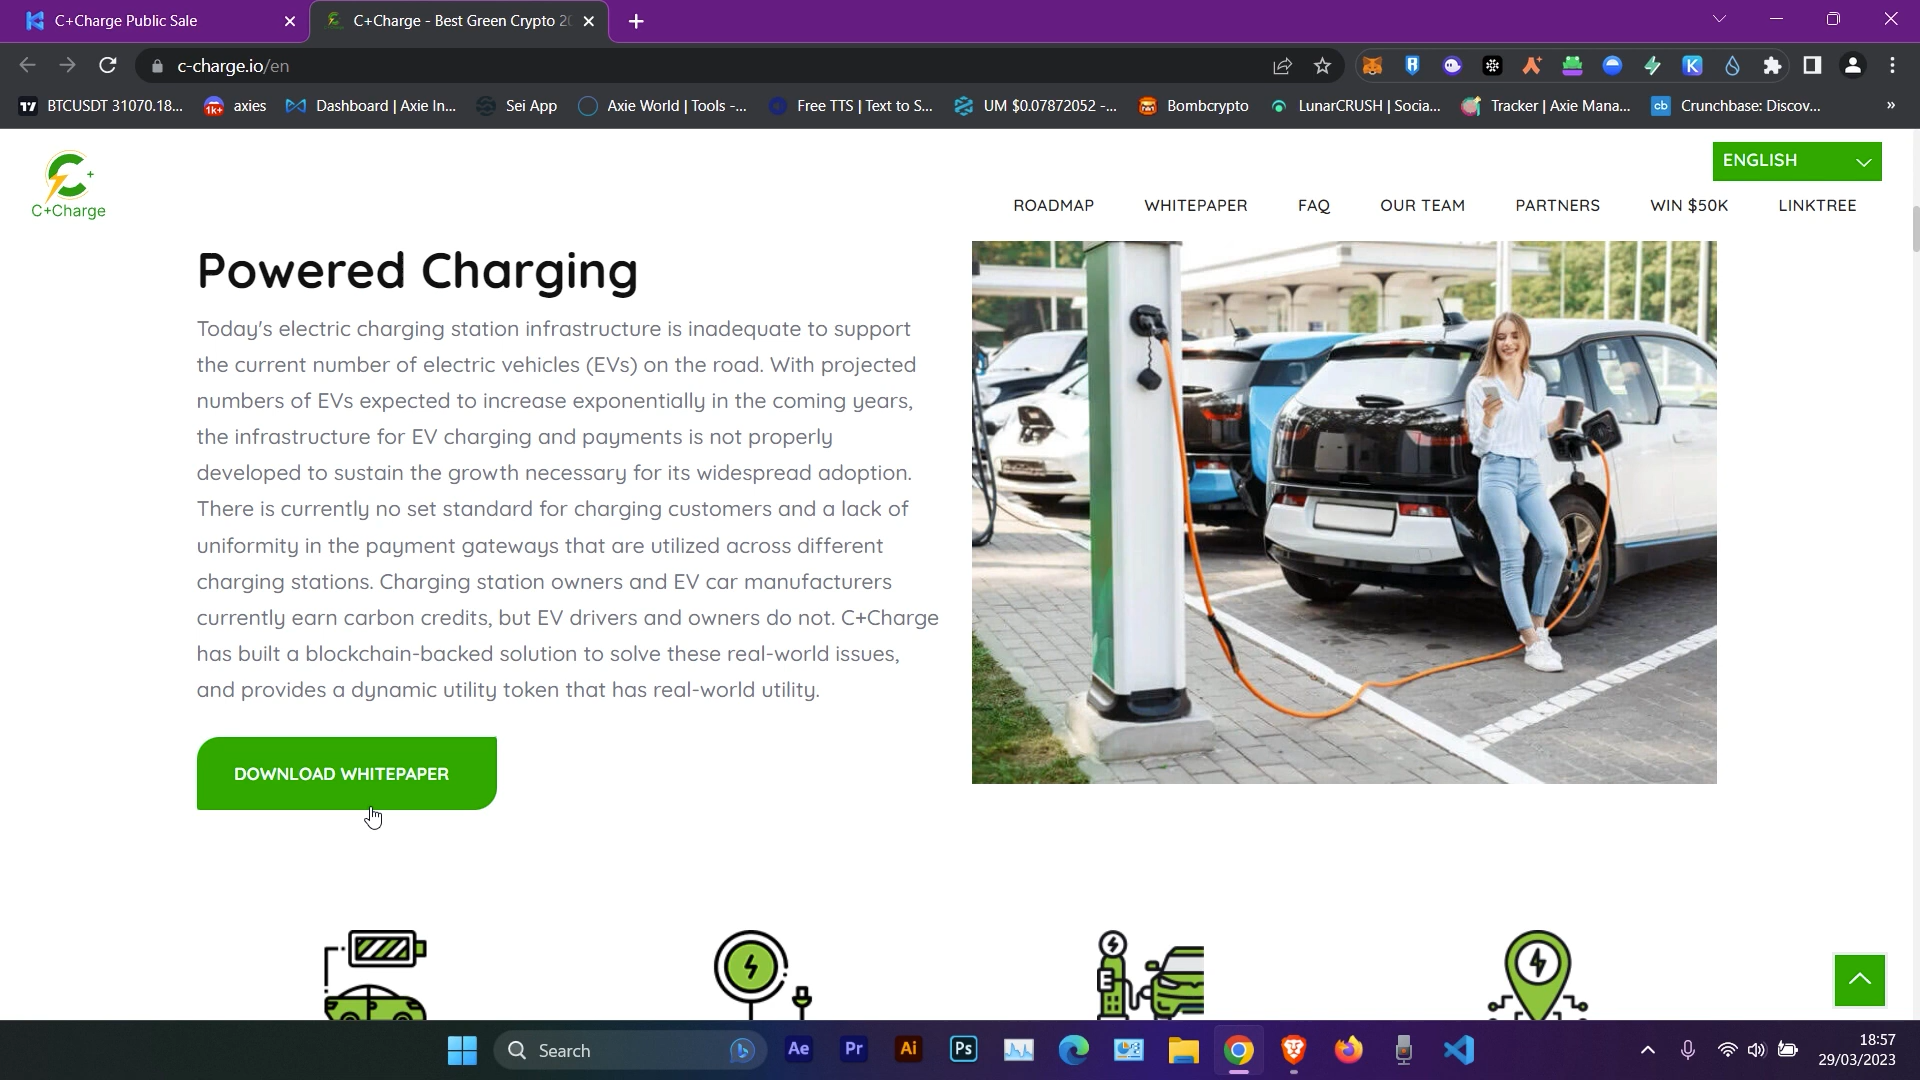 C+Charge Public Sale
C+Charge - Best Green Crypto 20
c-charge.io/en
BTCUSDT 31070.18...
1K+
axies
Dashboard | Axie In...
Sei App
Axie World | Tools -...
Free TTS | Text to S...
UM $0.07872052 -...
Bombcrypto
LunarCRUSH | Socia...
Tracker | Axie Mana...
cb
Crunchbase: Discov...
»
C+Charge
ENGLISH
ROADMAP
WHITEPAPER
FAQ
OUR TEAM
PARTNERS
WIN $50K
LINKTREE
Powered Charging
Today's electric charging station infrastructure is inadequate to support
the current number of electric vehicles (EVs) on the road. With projected
numbers of EVs expected to increase exponentially in the coming years,
the infrastructure for EV charging and payments is not properly
developed to sustain the growth necessary for its widespread adoption.
There is currently no set standard for charging customers and a lack of
uniformity in the payment gateways that are utilized across different
charging stations. Charging station owners and EV car manufacturers
currently earn carbon credits, but EV drivers and owners do not. C+Charge
has built a blockchain-backed solution to solve these real-world issues,
and provides a dynamic utility token that has real-world utility.
DOWNLOAD WHITEPAPER
E
Search
Ae
Pr
Ai
Ps
18:57
29/03/2023